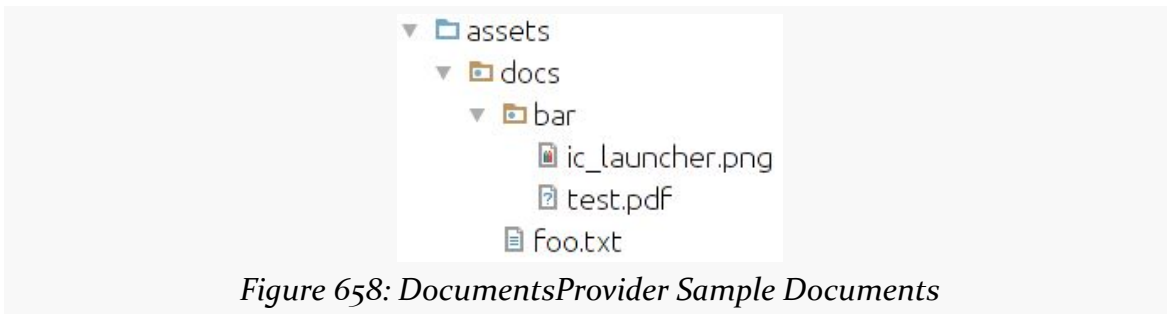 assets
docs
bar
ic_launcher.png
test.pdf
foo.txt
Figure 658: DocumentsProvider Sample Documents